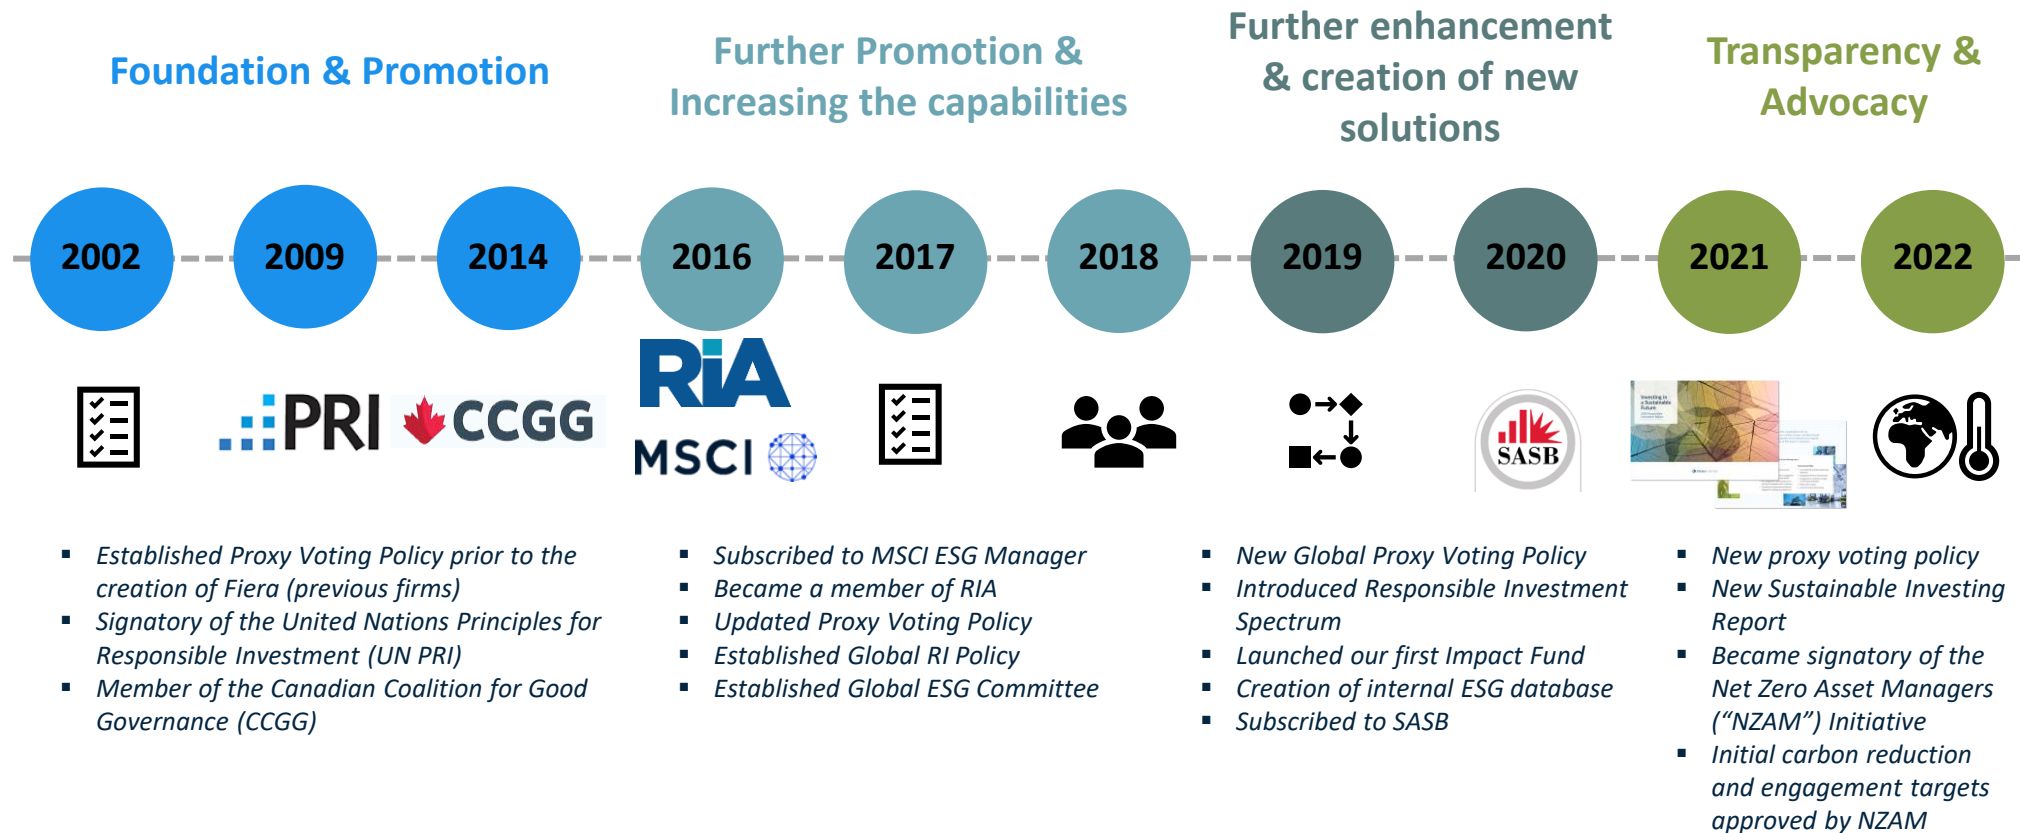 Foundation & Promotion
Further Promotion &
Increasing the capabilities
Further enhancement
& creation of new
solutions
Transparency &
Advocacy
2002
2009
2014
2016
2017
2018
2019
2020
2021
2022
PRI
CCGG
RiA
MSCI
SASB
Investing in
a Sustainable
Future
▪ Established Proxy Voting Policy prior to the
creation of Fiera (previous firms)
▪ Signatory of the United Nations Principles for
Responsible Investment (UN PRI)
▪ Member of the Canadian Coalition for Good
Governance (CCGG)
▪ Subscribed to MSCI ESG Manager
▪ Became a member of RIA
▪ Updated Proxy Voting Policy
▪ Established Global RI Policy
▪ Established Global ESG Committee
▪ New Global Proxy Voting Policy
▪ Introduced Responsible Investment
Spectrum
▪ Launched our first Impact Fund
▪ Creation of internal ESG database
▪ Subscribed to SASB
▪ New proxy voting policy
▪ New Sustainable Investing
Report
▪ Became signatory of the
Net Zero Asset Managers
(“NZAM”) Initiative
▪ Initial carbon reduction
and engagement targets
approved by NZAM